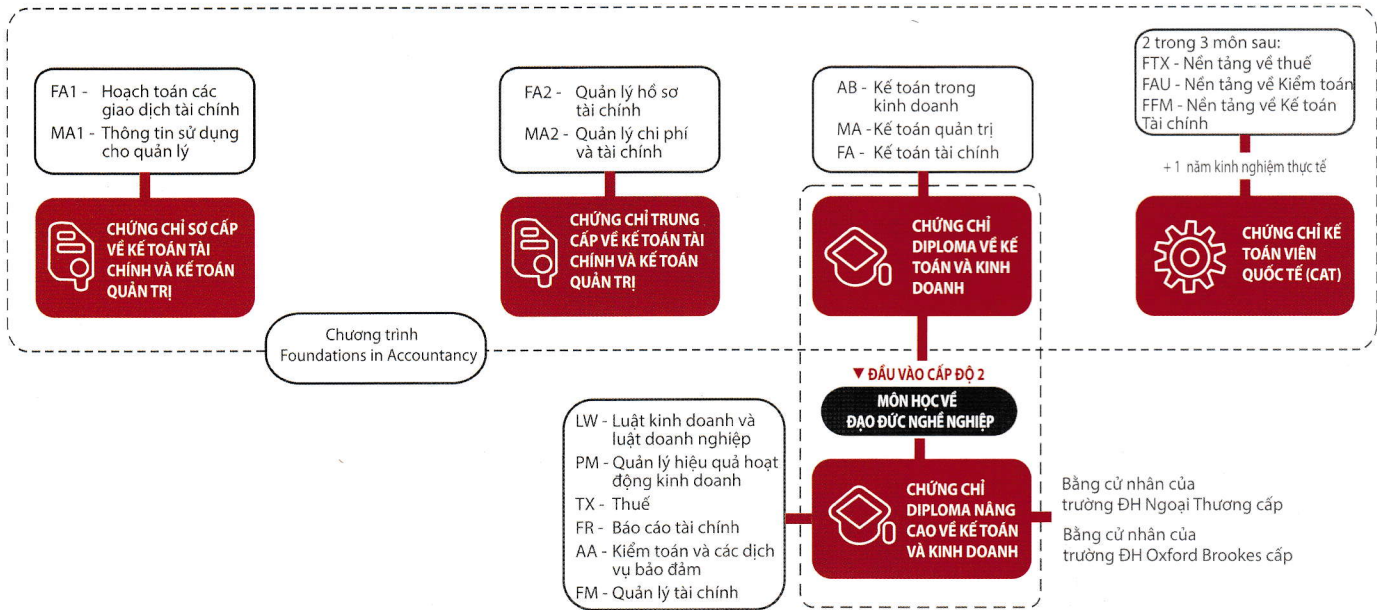 FA1 - Hoạch toán các
giao dịch tài chính
MA1 - Thông tin sử dụng
cho quản lý
CHỨNG CHỈ SƠ CẤP
VỀ KẾ TOÁN TÀI
CHÍNH VÀ KẾ TOÁN
QUẢN TRỊ
FA2 - Quản lý hồ sơ
tài chính
MA2 - Quản lý chi phí
và tài chính
CHỨNG CHỈ TRUNG
CẤP VỀ KẾ TOÁN TÀI
CHÍNH VÀ KẾ TOÁN
QUẢN TRỊ
AB - Kế toán trong
kinh doanh
MA - Kế toán quản trị
FA - Kế toán tài chính
CHỨNG CHỈ
DIPLOMA VỀ KẾ
TOÁN VÀ KINH
DOANH
2 trong 3 môn sau:
FTX - Nền tảng về thuế
FAU - Nền tảng về Kiểm toán
FFM - Nền tảng về Kế toán
Tài chính
+ 1 năm kinh nghiệm thực tế
CHỨNG CHỈ KẾ
TOÁN VIÊN
QUỐC TẾ (CAT)
Chương trình
Foundations in Accountancy
▼ ĐẦU VÀO CẤP ĐỘ 2
MÔN HỌC VỀ
ĐẠO ĐỨC NGHỀ NGHIỆP
LW - Luật kinh doanh và
luật doanh nghiệp
PM - Quản lý hiệu quả hoạt
động kinh doanh
TX - Thuế
FR - Báo cáo tài chính
AA - Kiểm toán và các dịch
vụ bảo đảm
FM - Quản lý tài chính
CHỨNG CHỈ
DIPLOMA NÂNG
CAO VỀ KẾ TOÁN
VÀ KINH DOANH
Bằng cử nhân của
trường ĐH Ngoại Thương cấp
Bằng cử nhân của
trường ĐH Oxford Brookes cấp